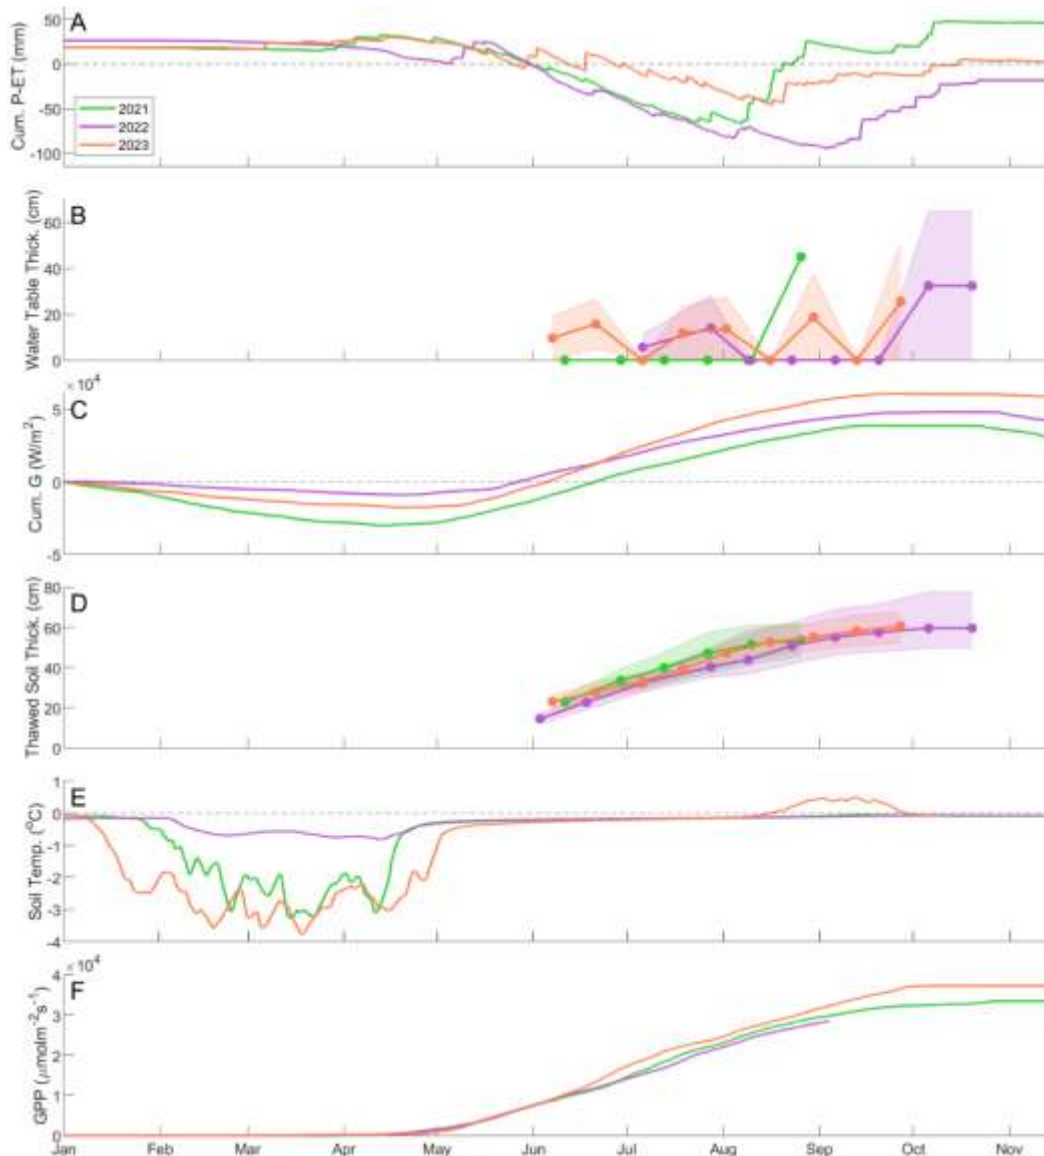 A
Cum. P-ET (mm)
50
0
-50
-100
2021
2022
2023
B
Water Table Thick. (cm)
60
40
20
0
×10⁴
C
Cum. G (W/m²)
5
0
-5
D
Thawed Soil Thick. (cm)
80
60
40
20
0
E
Soil Temp. (°C)
1
0
-1
-2
-3
-4
×10⁴
F
GPP (μmolm⁻²s⁻¹)
4
3
2
1
0
Jan Feb Mar Apr May Jun Jul Aug Sep Oct Nov